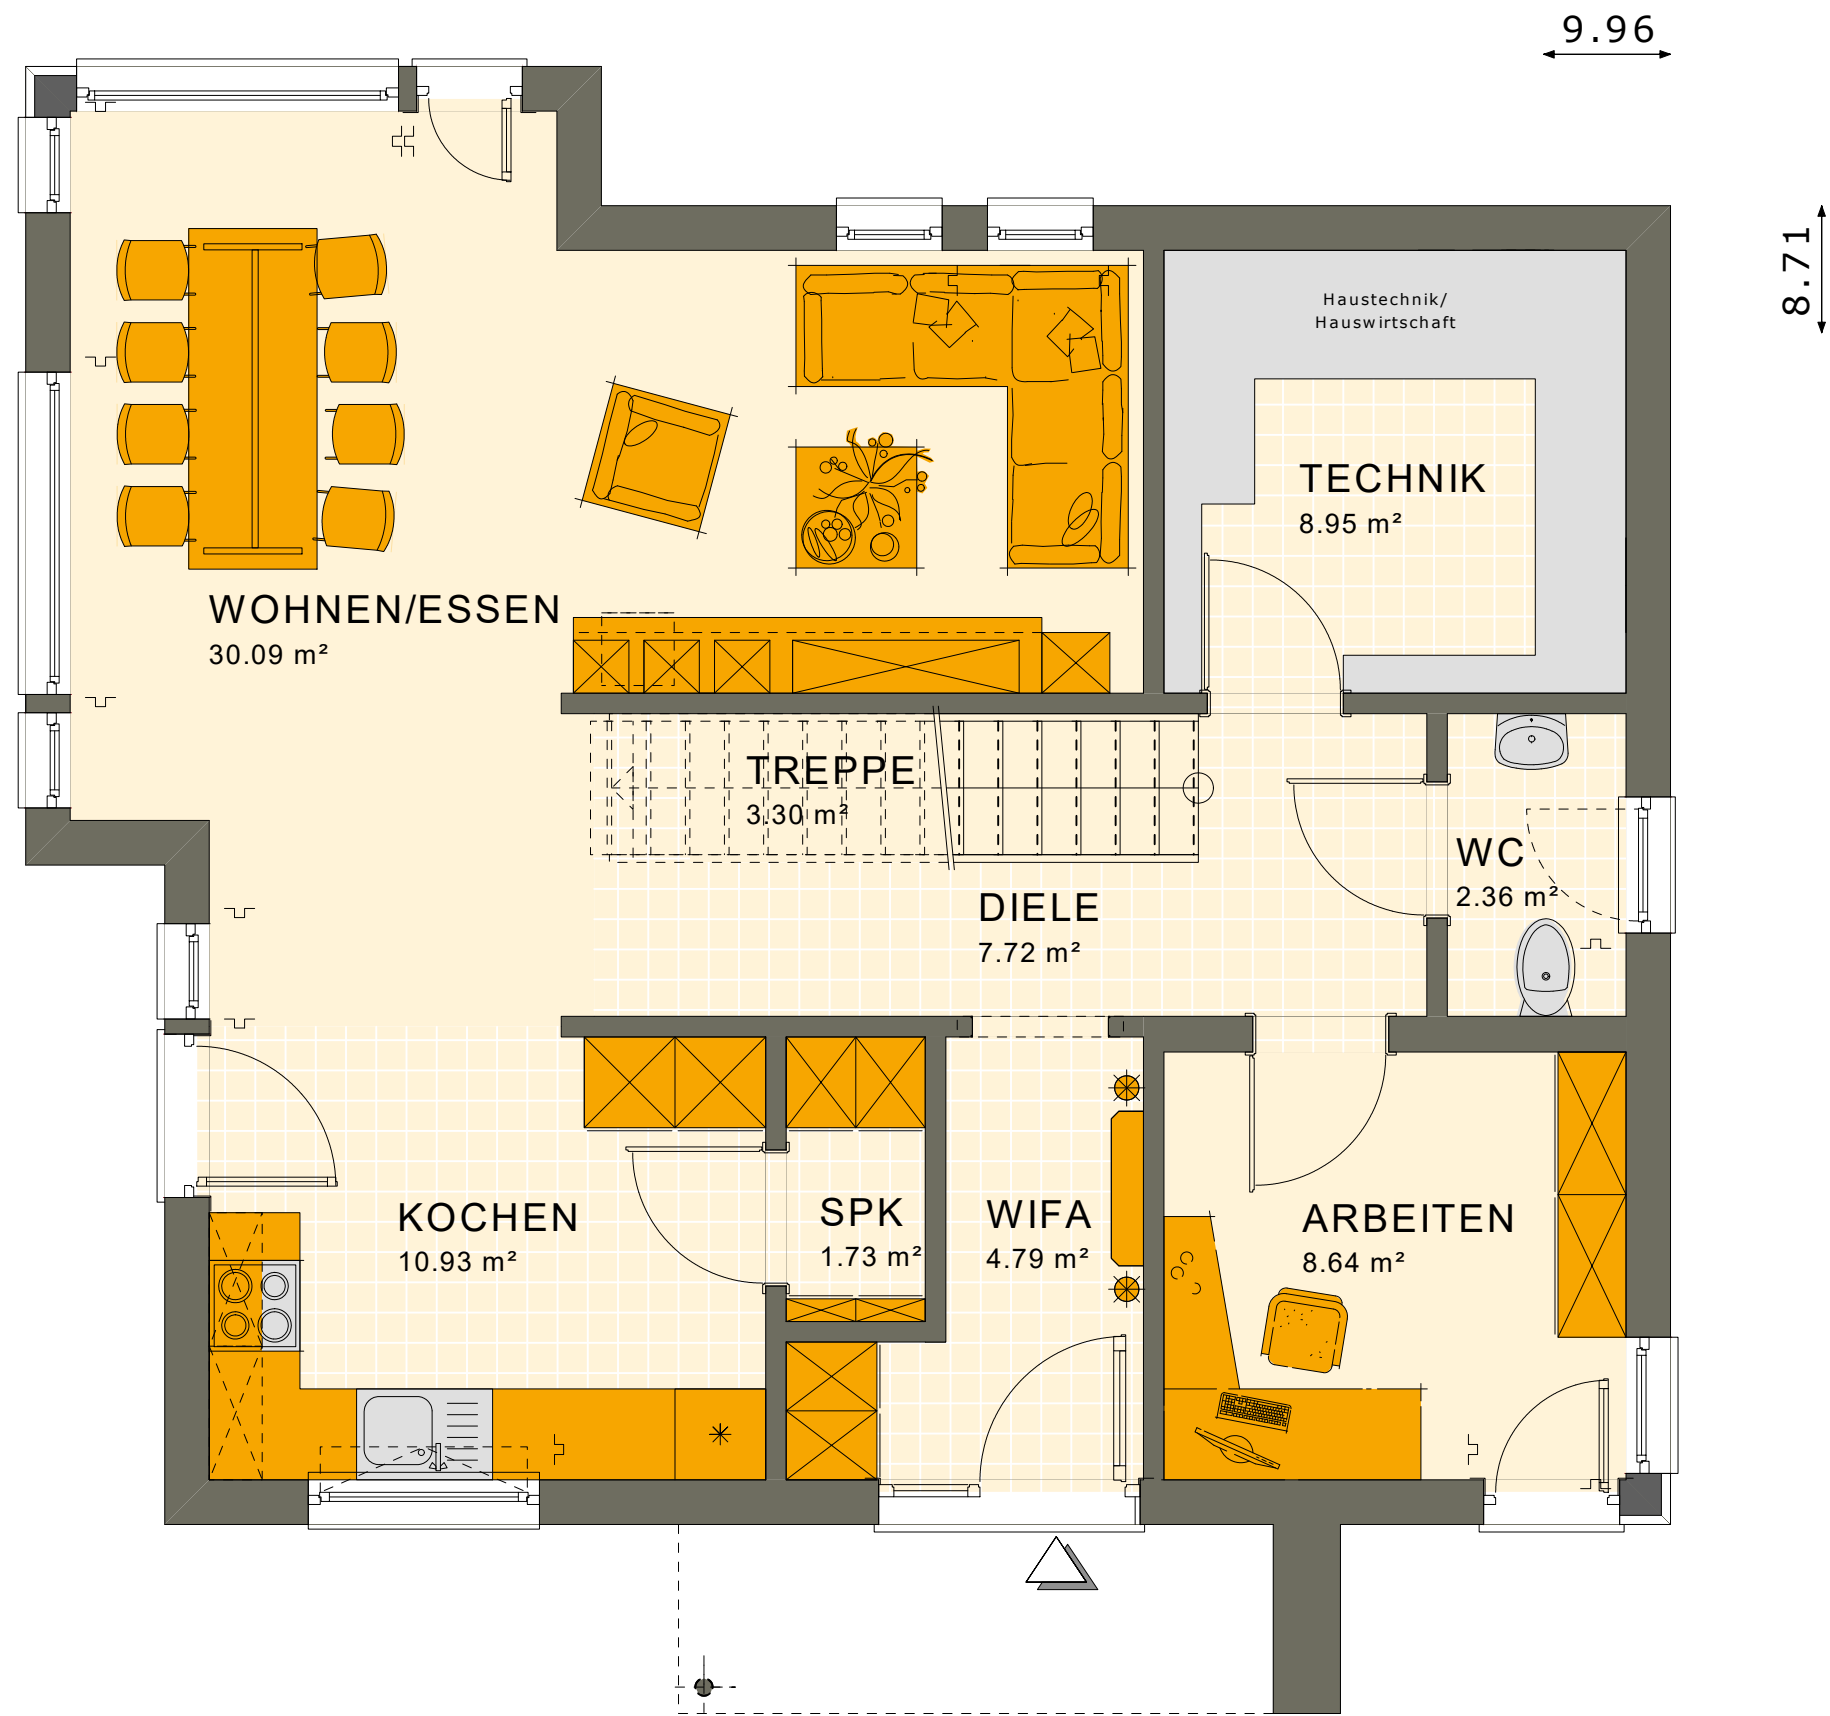 9.96
8.71
Haustechnik/
Hauswirtschaft
TECHNIK
8.95 m²
WOHNEN/ESSEN
30.09 m²
TREPPE
3.30 m²
WC
2.36 m²
DIELE
7.72 m²
KOCHEN
10.93 m²
SPK
1.73 m²
WIFA
4.79 m²
ARBEITEN
8.64 m²